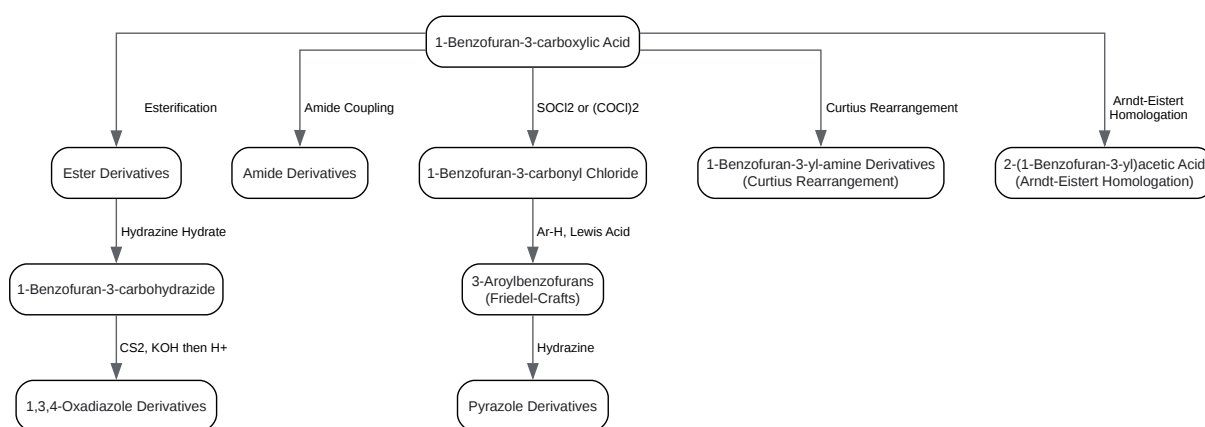 1-Benzofuran-3-carboxylic Acid
Esterification
Amide Coupling
SOCl2 or (COCl)2
Curtius Rearrangement
Arndt-Eistert
Homologation
Ester Derivatives
Amide Derivatives
1-Benzofuran-3-carbonyl Chloride
1-Benzofuran-3-yl-amine Derivatives
(Curtius Rearrangement)
2-(1-Benzofuran-3-yl)acetic Acid
(Arndt-Eistert Homologation)
Hydrazine Hydrate
Ar-H, Lewis Acid
1-Benzofuran-3-carbohydrazide
3-Aroylbenzofurans
(Friedel-Crafts)
CS2, KOH then H+
Hydrazine
1,3,4-Oxadiazole Derivatives
Pyrazole Derivatives